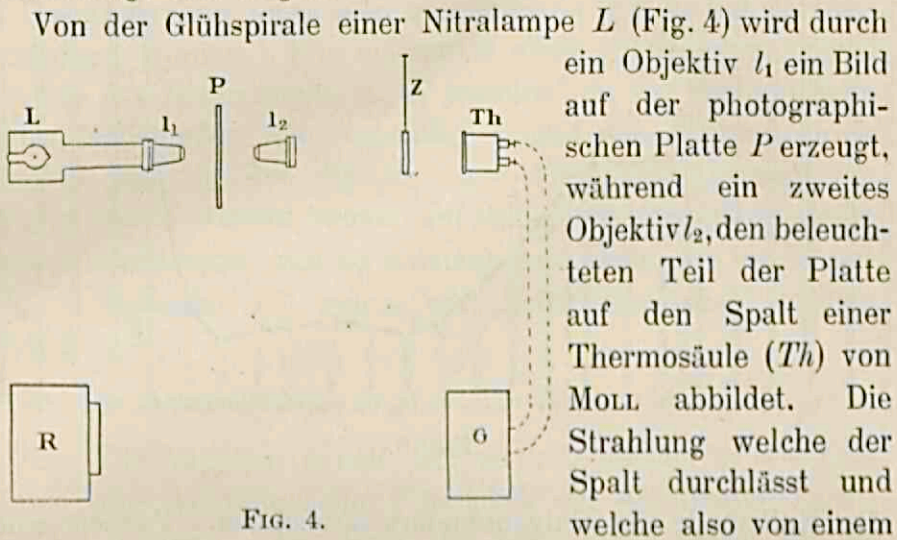 Von der Glühspirale einer Nitralampe L (Fig. 4) wird durch
ein Objektiv l₁ ein Bild
auf der photographi-
schen Platte P erzeugt,
während ein zweites
Objektiv l₂, den beleuch-
teten Teil der Platte
auf den Spalt einer
Thermosäule (Th) von
MOLL abbildet. Die
Strahlung welche der
Spalt durchlässt und
welche also von einem
L
l₁
P
l₂
Z
Th
R
G
FIG. 4.